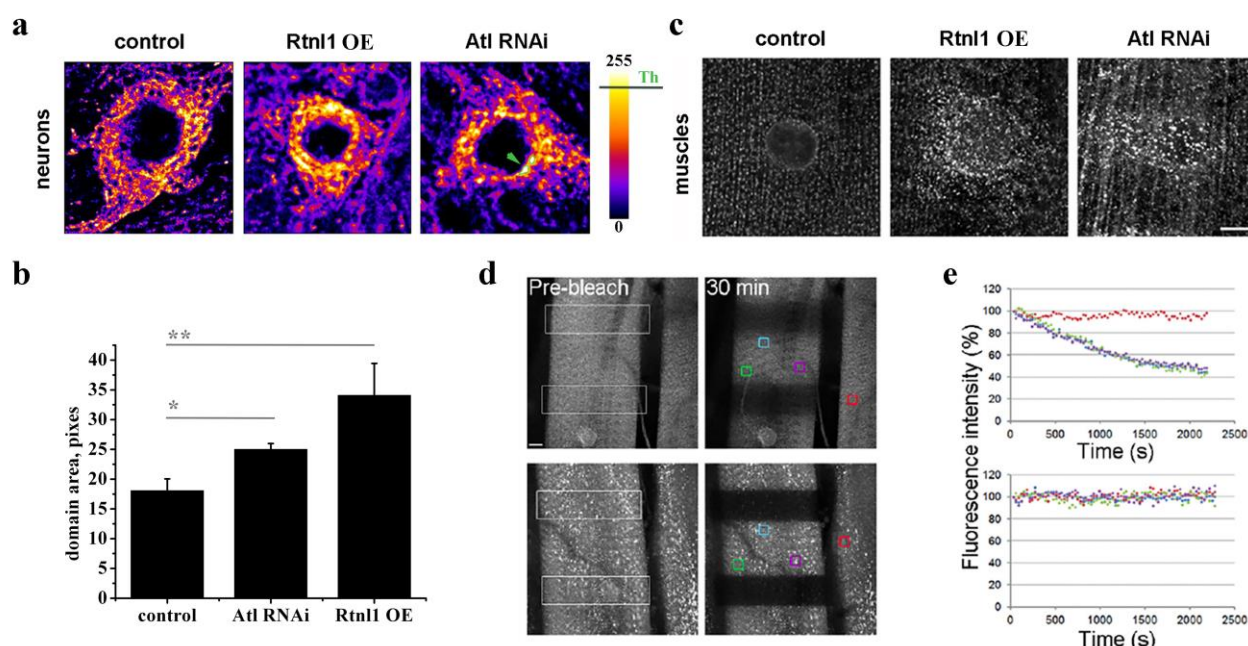 a
control Rtnl1 OE Atl RNAi
255
Th
neurons
0
c
control Rtnl1 OE Atl RNAi
muscles
b
** 
*
domain area, pixes
40
35
30
25
20
15
10
5
0
control Atl RNAi Rtnl1 OE
d
Pre-bleach 30 min
e
Fluorescence intensity (%)
120
100
80
60
40
20
0
0 500 1000 1500 2000 2500
Time (s)
120
100
80
60
40
20
0
0 500 1000 1500 2000 2500
Time (s)